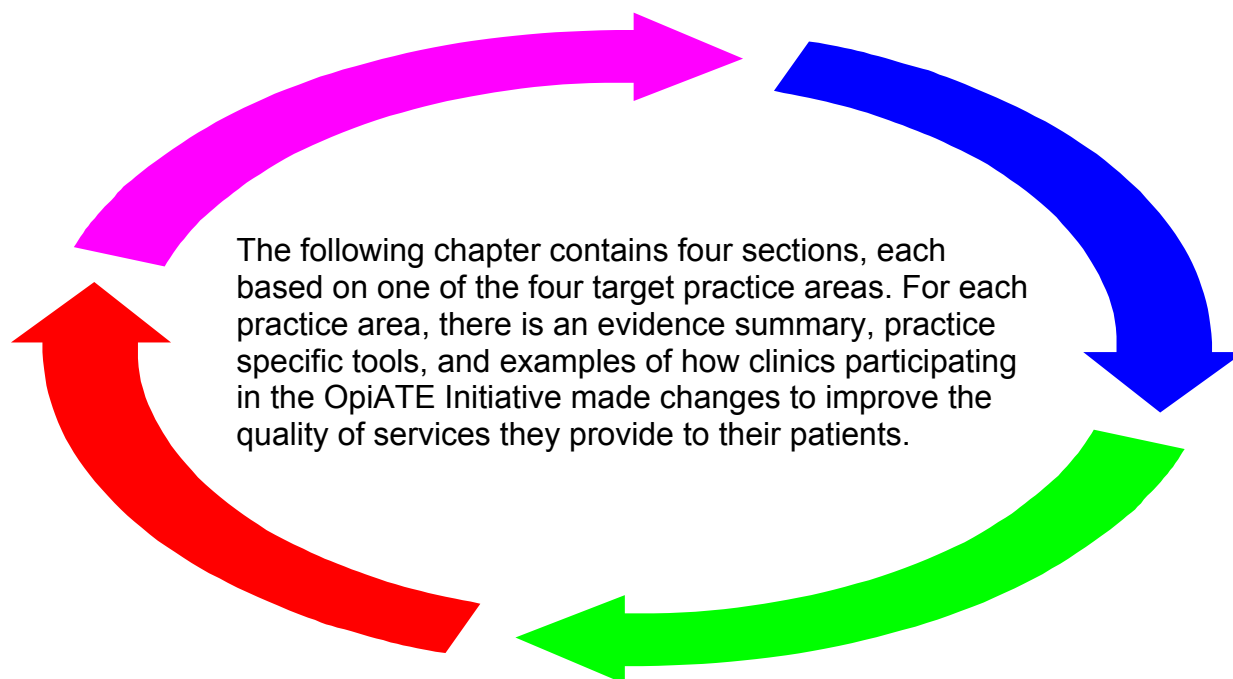 The following chapter contains four sections, each
based on one of the four target practice areas. For each
practice area, there is an evidence summary, practice
specific tools, and examples of how clinics participating
in the OpiATE Initiative made changes to improve the
quality of services they provide to their patients.